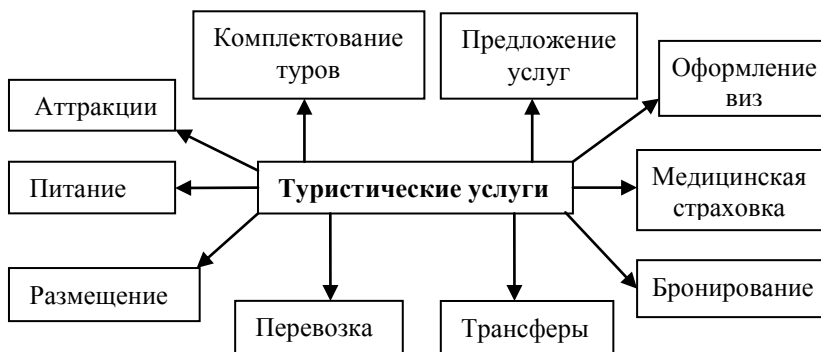 Комплектование
туров
Предложение
услуг
Оформление
виз
Аттракции
Питание
Туристические услуги
Медицинская
страховка
Размещение
Перевозка
Трансферы
Бронирование